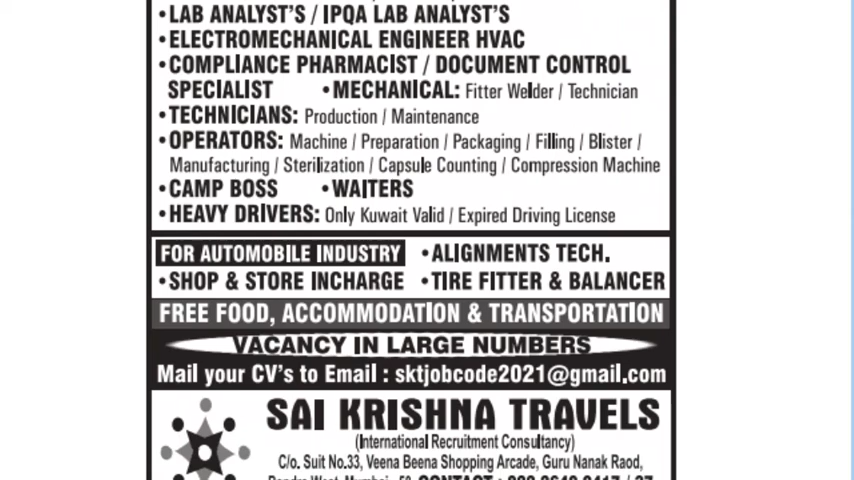 •LAB ANALYST'S / IPQA LAB ANALYST'S
•ELECTROMECHANICAL ENGINEER HVAC
•COMPLIANCE PHARMACIST / DOCUMENT CONTROL
SPECIALIST •MECHANICAL: Fitter Welder / Technician
•TECHNICIANS: Production / Maintenance
•OPERATORS: Machine / Preparation / Packaging / Filling / Blister /
Manufacturing / Sterilization / Capsule Counting / Compression Machine
•CAMP BOSS •WAITERS
•HEAVY DRIVERS: Only Kuwait Valid / Expired Driving License
FOR AUTOMOBILE INDUSTRY •ALIGNMENTS TECH.
•SHOP & STORE INCHARGE •TIRE FITTER & BALANCER
FREE FOOD, ACCOMMODATION & TRANSPORTATION
VACANCY IN LARGE NUMBERS
Mail your CV's to Email : sktjobcode2021@gmail.com
SAI KRISHNA TRAVELS
(International Recruitment Consultancy)
C/o. Suit No.33, Veena Beena Shopping Arcade, Guru Nanak Raod,